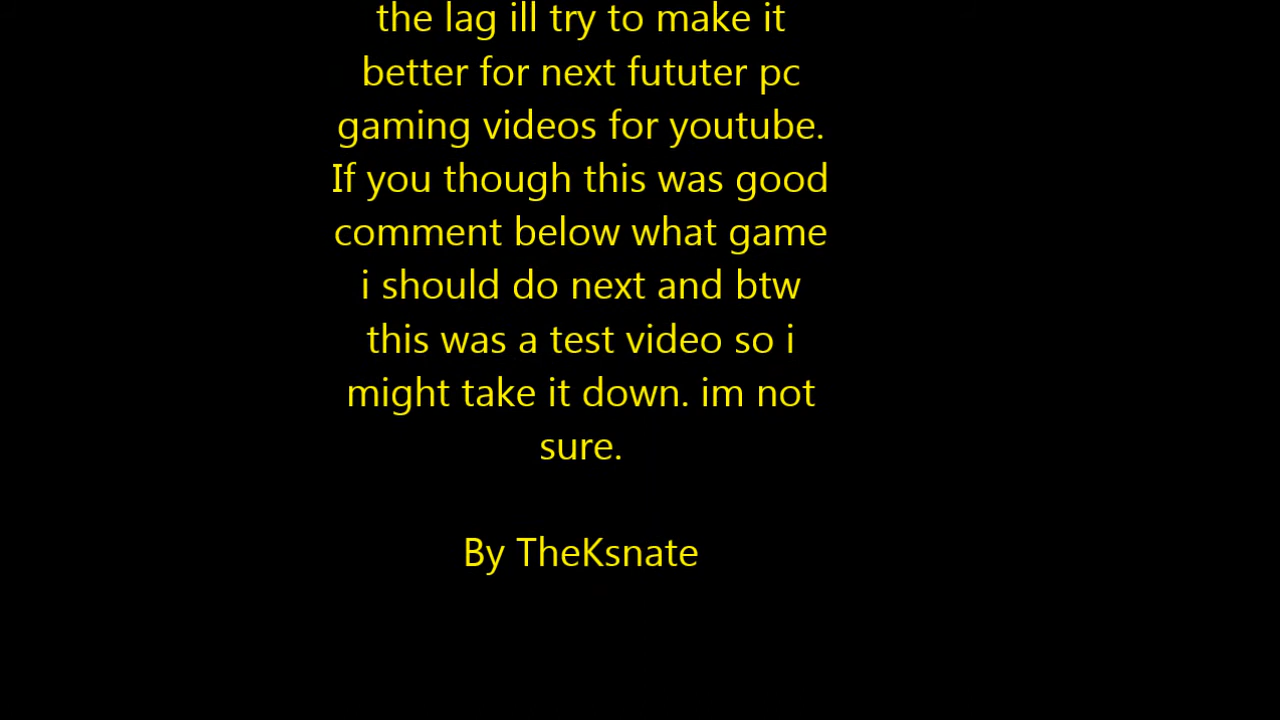 the lag ill try to make it
better for next fututer pc
gaming videos for youtube.
If you though this was good
comment below what game
i should do next and btw
this was a test video so i
might take it down. im not
sure.
By TheKsnate